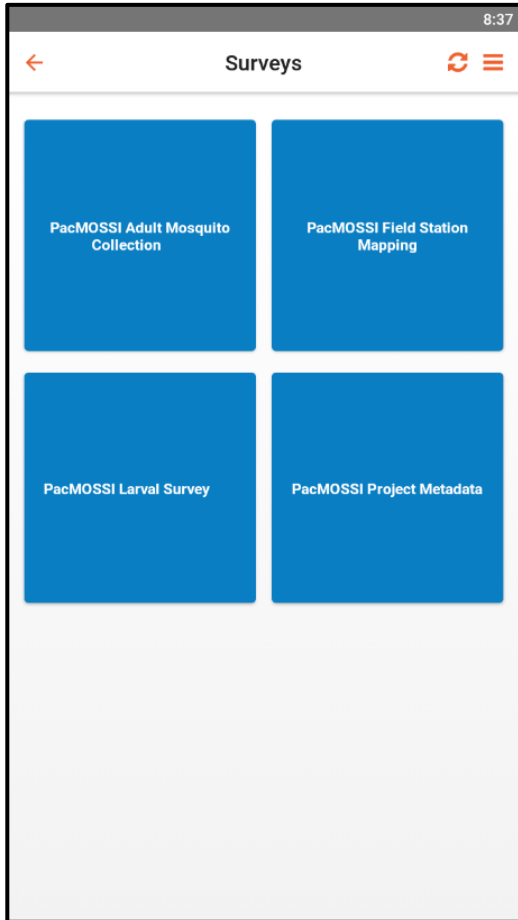 8:37
Surveys
PacMOSSI Adult Mosquito
Collection
PacMOSSI Field Station
Mapping
PacMOSSI Larval Survey
PacMOSSI Project Metadata